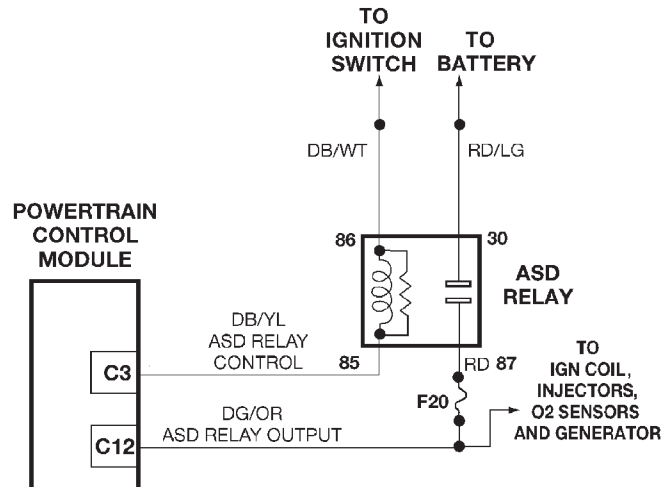 TO
IGNITION
SWITCH
TO
BATTERY
DB/WT
RD/LG
POWERTRAIN
CONTROL
MODULE
86
30
ASD
RELAY
DB/YL
ASD RELAY
CONTROL
85
RD 87
C3
F20
TO
IGN COIL,
INJECTORS,
O2 SENSORS
AND GENERATOR
DG/OR
ASD RELAY OUTPUT
C12